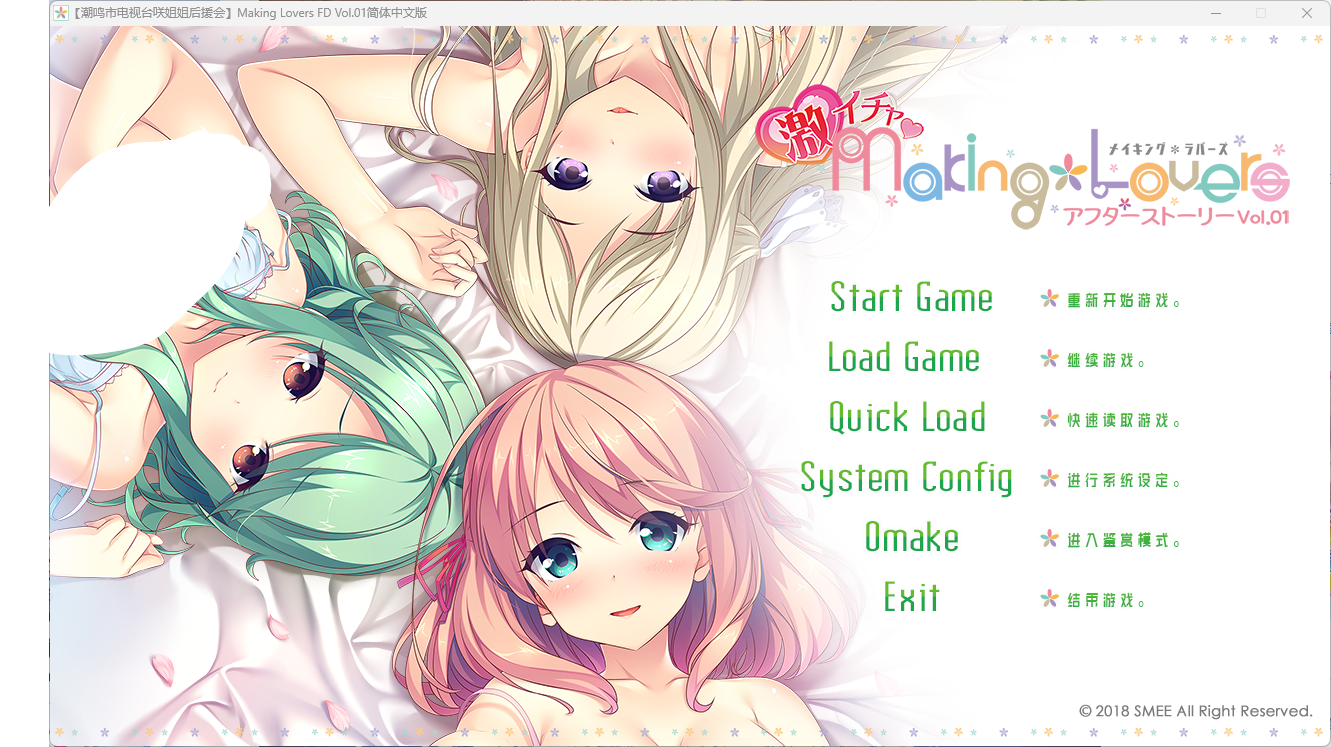 【潮鸣市电视台咲姐姐后援会】Making Lovers FD Vol.01简体中文版
激イチャ
メイキング＊ラバーズ
Making＊Lovers
アフターストーリーVol.01
Start Game 重新开始游戏。
Load Game 继续游戏。
Quick Load 快速读取游戏。
System Config 进行系统设定。
Omake 进入鉴赏模式。
Exit 结束游戏。
© 2018 SMEE All Right Reserved.